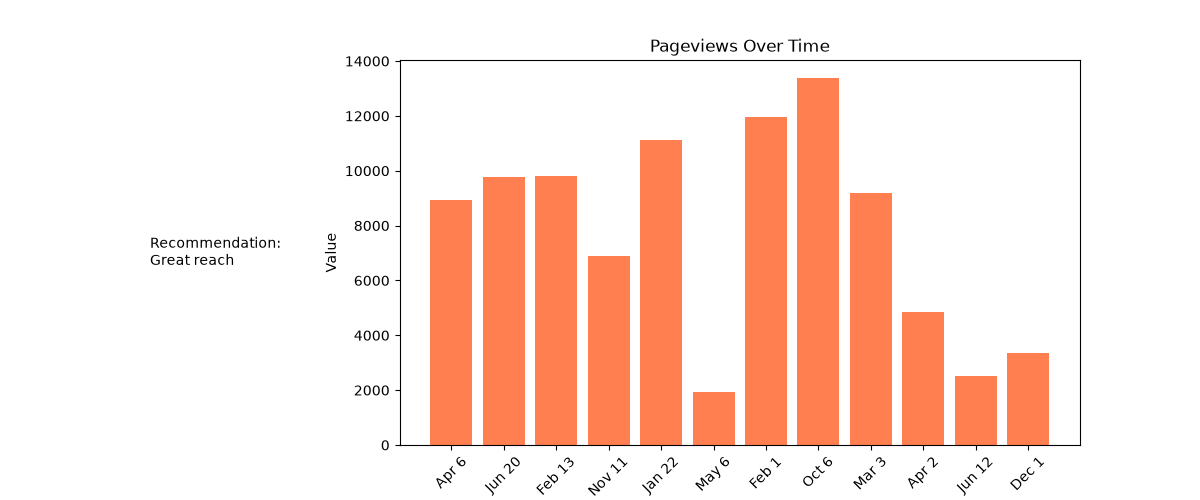 Pageviews Over Time
Recommendation:
Great reach
Value
14000
12000
10000
8000
6000
4000
2000
0
Apr 6
Jun 20
Feb 13
Nov 11
Jan 22
May 6
Feb 1
Oct 6
Mar 3
Apr 2
Jun 12
Dec 1